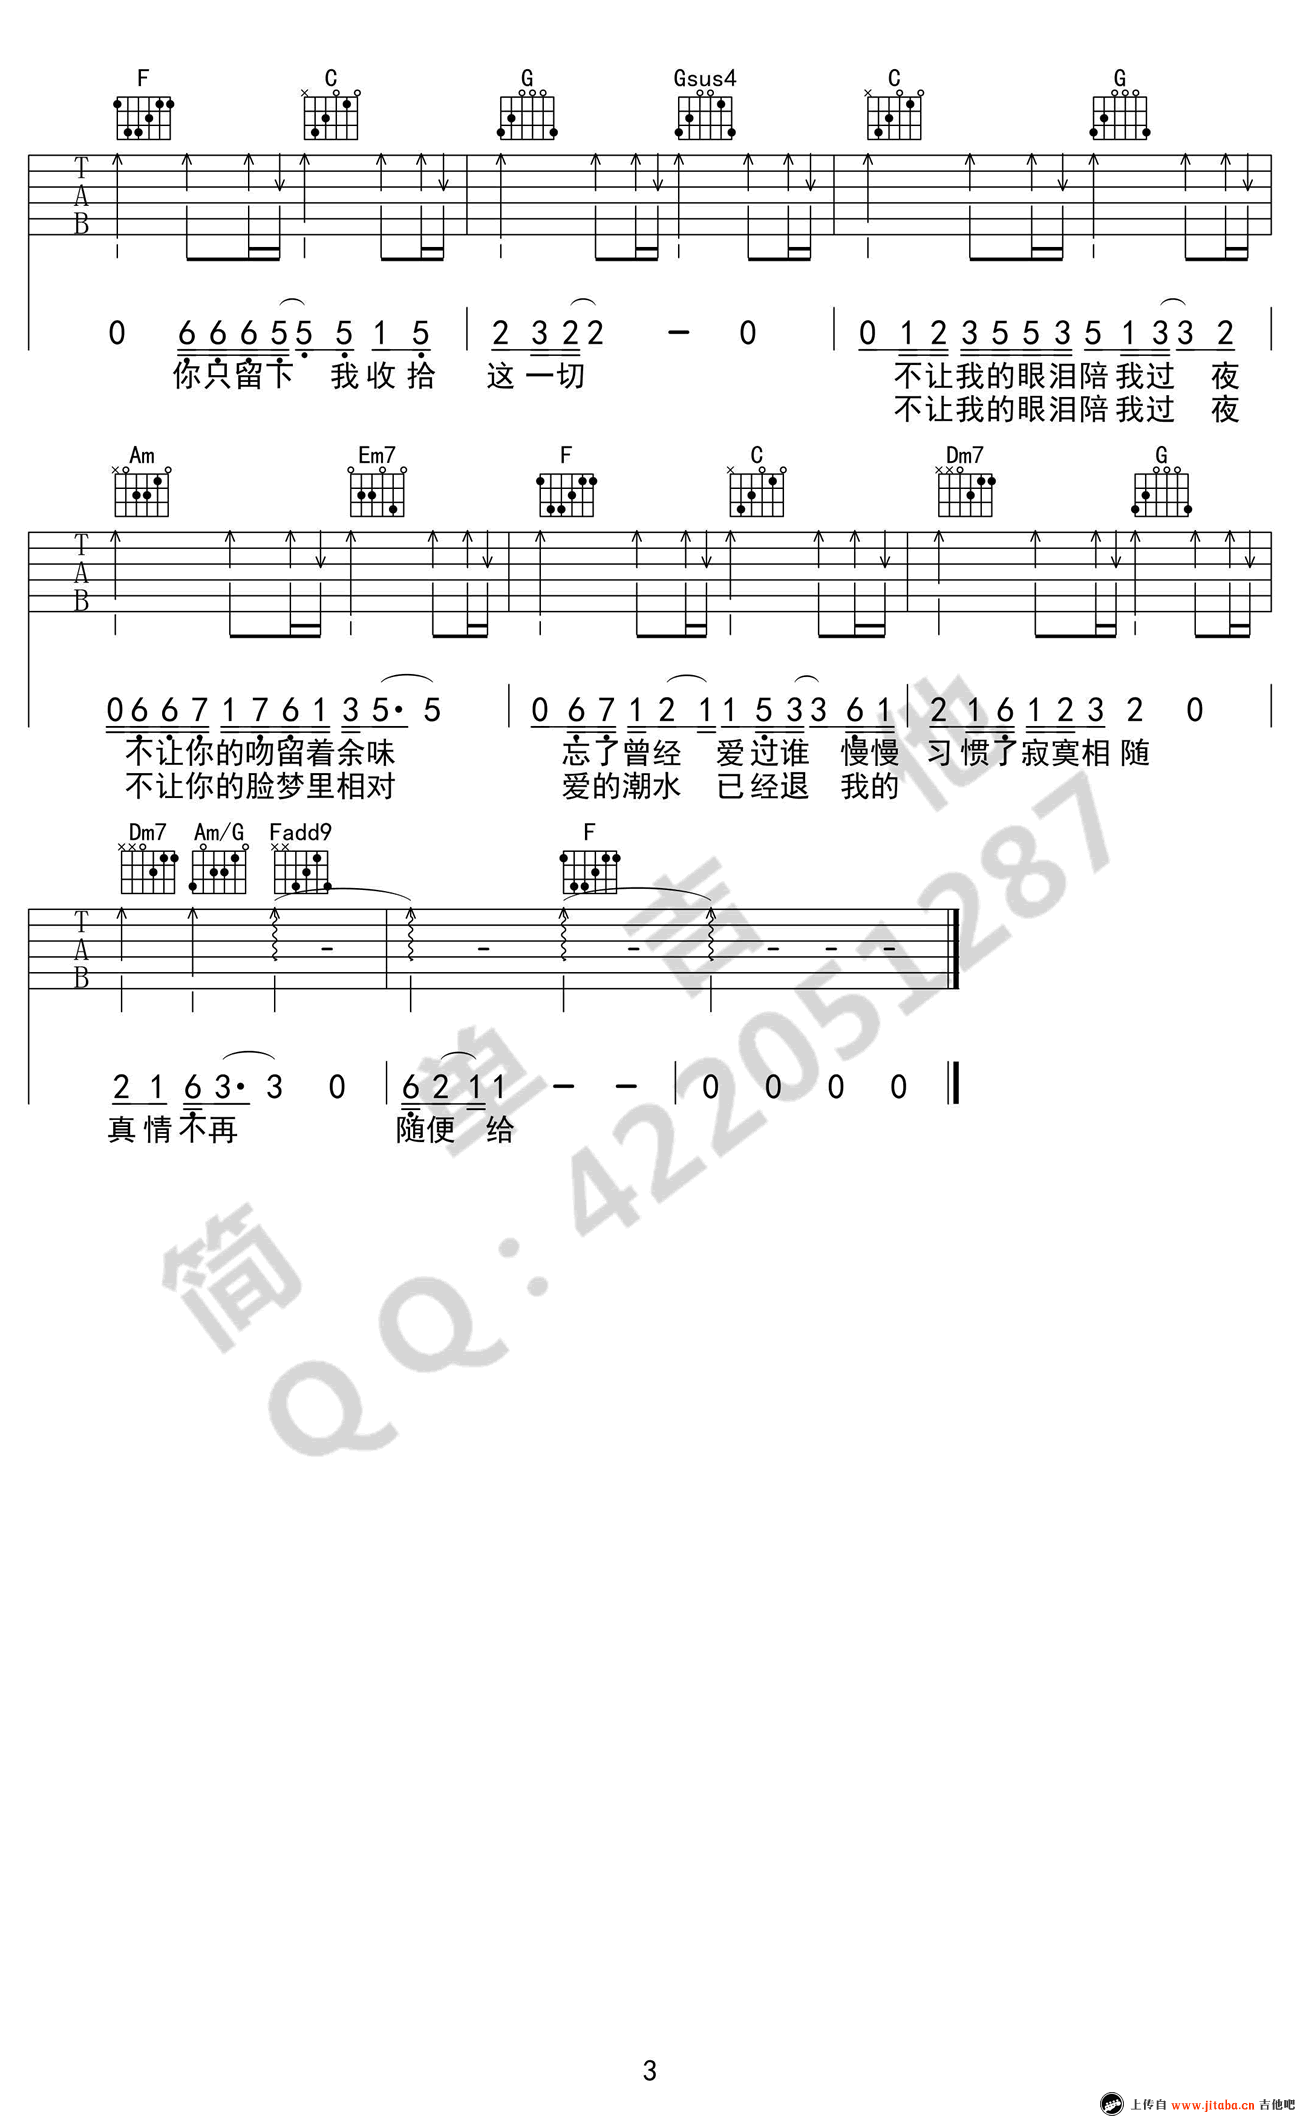 F C G Gsus4 C G
T
A
B
0 6 6 6 5 5 5 1 5 2 3 2 2 - 0 0 1 2 3 5 5 3 5 1 3 3 2
你只留下 我收拾 这一切 不让我的眼泪陪我过 夜
不让我的眼泪陪我过 夜
Am Em7 F C Dm7 G
T
A
B
0 6 6 7 1 7 6 1 3 5· 5 0 6 7 1 2 1 1 5 3 3 6 1 2 1 6 1 2 3 2 0
不让你的吻留着余味 忘了曾经 爱过谁 慢慢 习惯了寂寞相随
不让你的脸梦里相对 爱的潮水 已经退 我的
Dm7 Am/G Fadd9 F
T
A
B
2 1 6 3· 3 0 6 2 1 1 - - 0 0 0 0
真情不再 随便 给
简单吉他
QQ:422051287
3
上传自 www.jitaba.cn 吉他吧